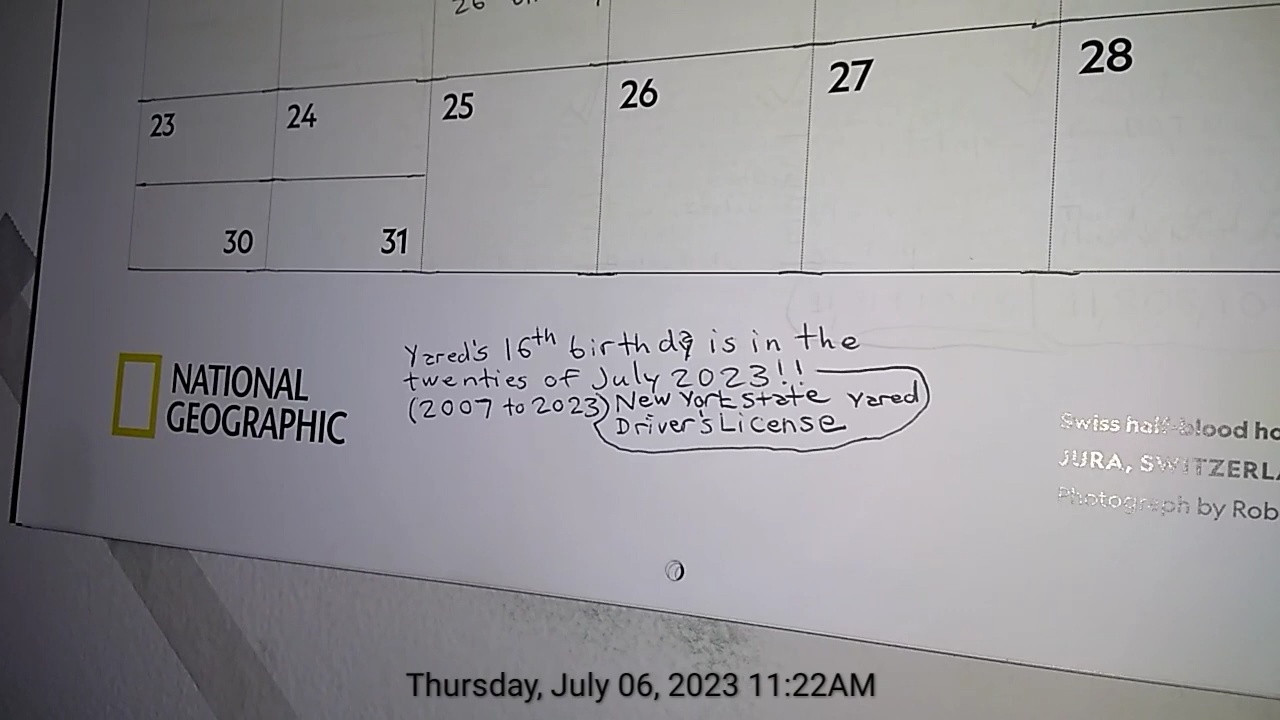 26
23
24
25
26
27
28
30
31
NATIONAL
GEOGRAPHIC
Yared's 16th birthday is in the
twenties of July 2023!!
(2007 to 2023) New York State Yared
Driver's License
Swiss half-blood
JURA,
Photograph by
Thursday, July 06, 2023 11:22AM